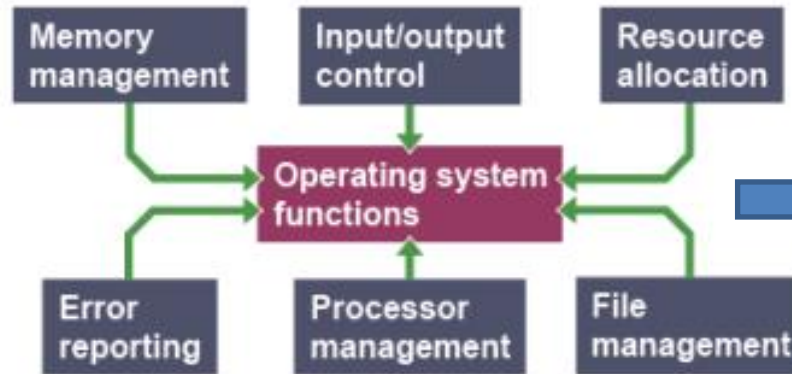 Memory
management
Input/output
control
Resource
allocation
Operating system
functions
Error
reporting
Processor
management
File
management